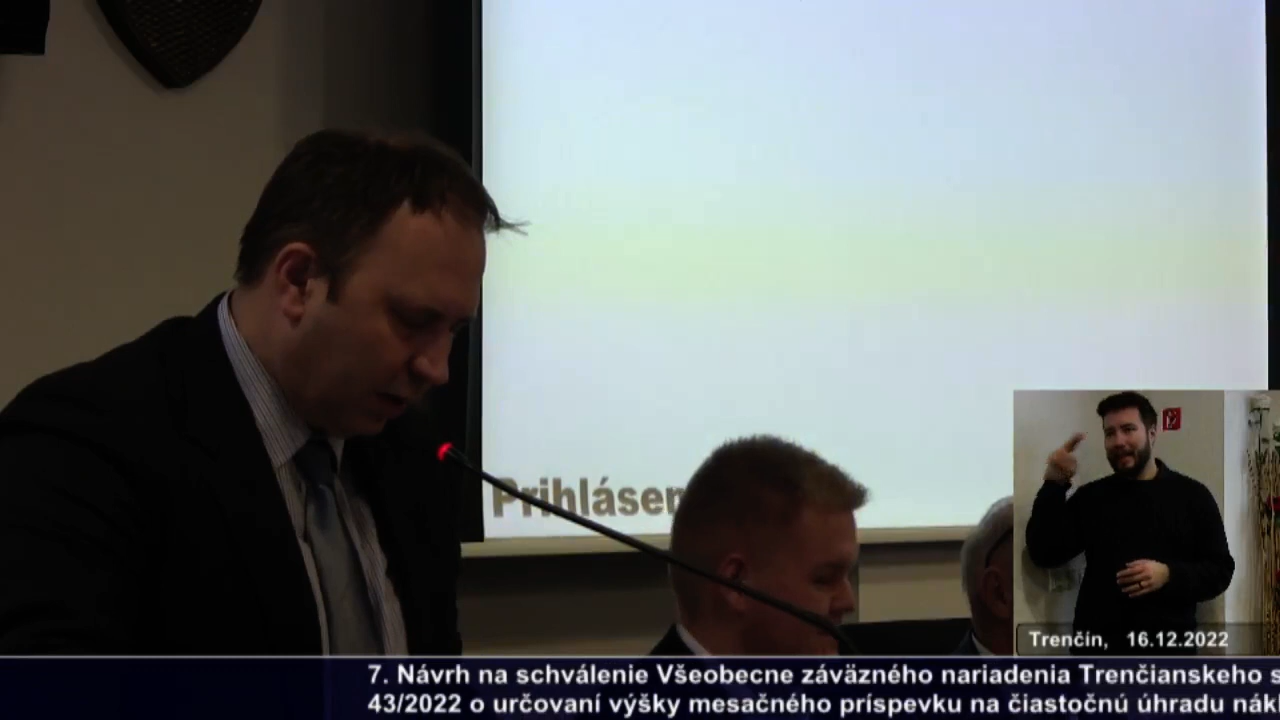 Prihlásen
Trenčín, 16.12.2022
7. Návrh na schválenie Všeobecne záväzného nariadenia Trenčianskeho s
43/2022 o určovaní výšky mesačného príspevku na čiastočnú úhradu nák